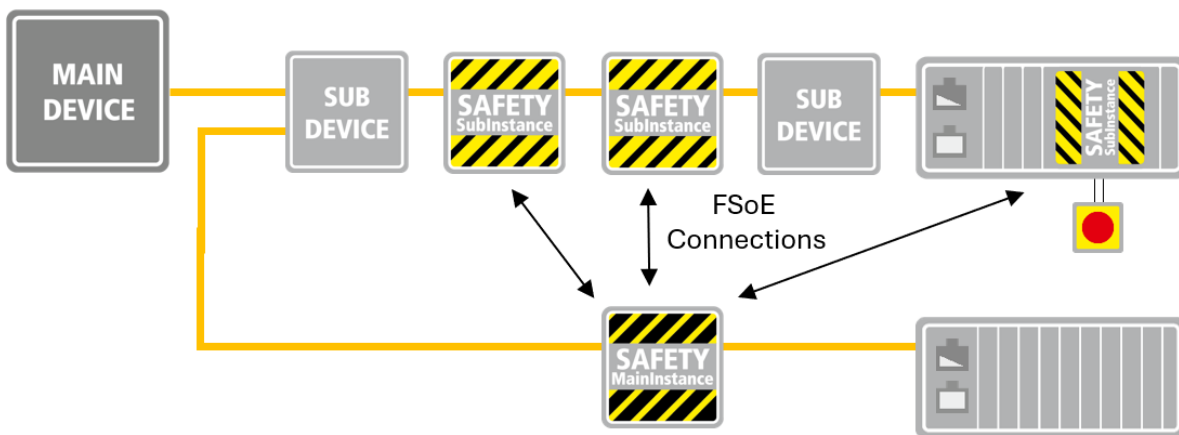 MAIN
DEVICE
SUB
DEVICE
SAFETY
SubInstance
SAFETY
SubInstance
SUB
DEVICE
SAFETY
SubInstance
FSoE
Connections
SAFETY
MainInstance